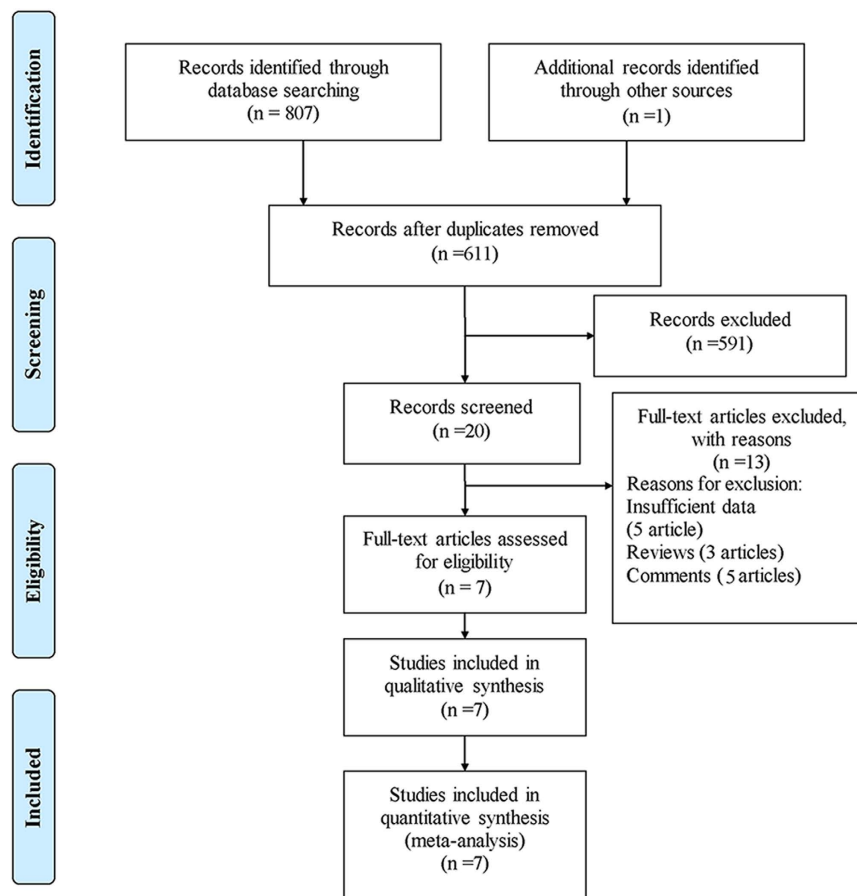 Identification
Records identified through
database searching
(n = 807)
Additional records identified
through other sources
(n =1)
Records after duplicates removed
(n =611)
Screening
Records excluded
(n =591)
Records screened
(n =20)
Full-text articles excluded,
with reasons
(n =13)
Reasons for exclusion:
Insufficient data
(5 article)
Reviews (3 articles)
Comments (5 articles)
Eligibility
Full-text articles assessed
for eligibility
(n = 7)
Studies included in
qualitative synthesis
(n =7)
Included
Studies included in
quantitative synthesis
(meta-analysis)
(n =7)